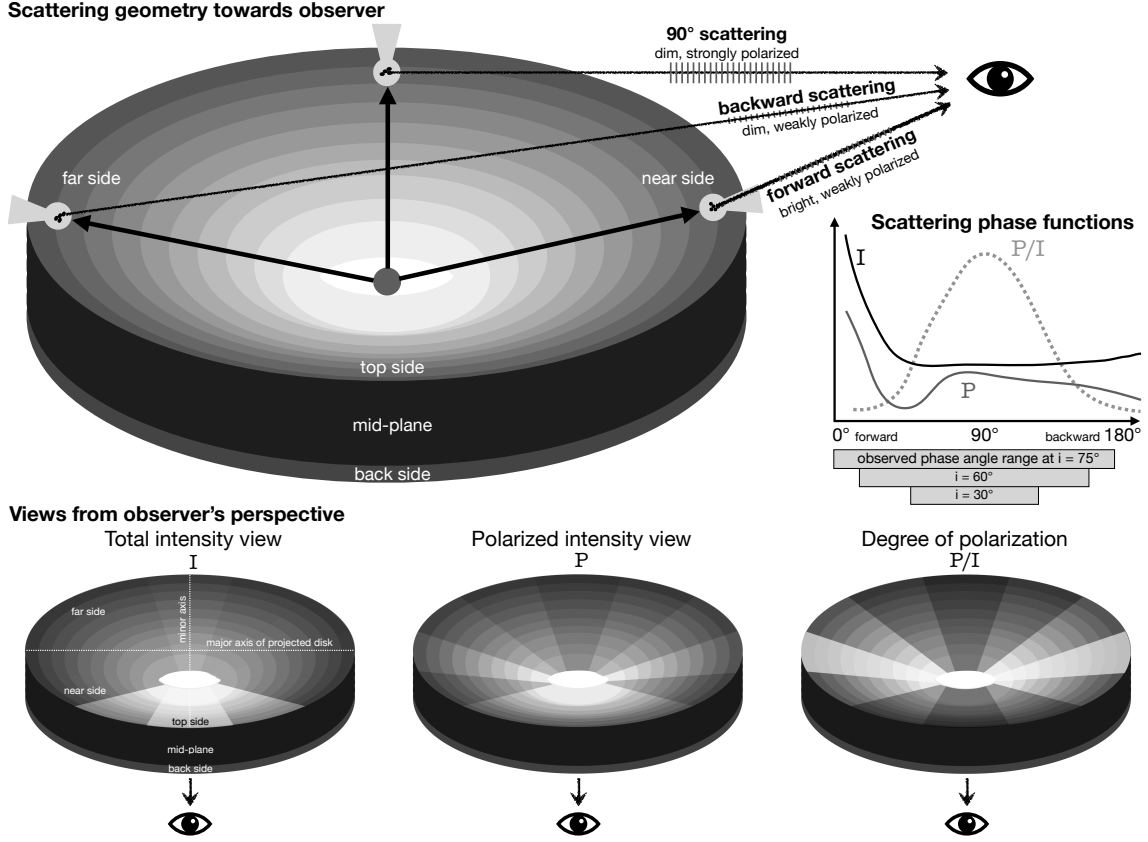 Scattering geometry towards observer
90° scattering
dim, strongly polarized
backward scattering
dim, weakly polarized
forward scattering
bright, weakly polarized
far side
near side
top side
mid-plane
back side
Scattering phase functions
I
P/I
P
0° forward 90° backward 180°
observed phase angle range at i = 75°
i = 60°
i = 30°
Views from observer's perspective
Total intensity view
I
far side
minor axis
major axis of projected disk
near side
top side
mid-plane
back side
Polarized intensity view
P
Degree of polarization
P/I